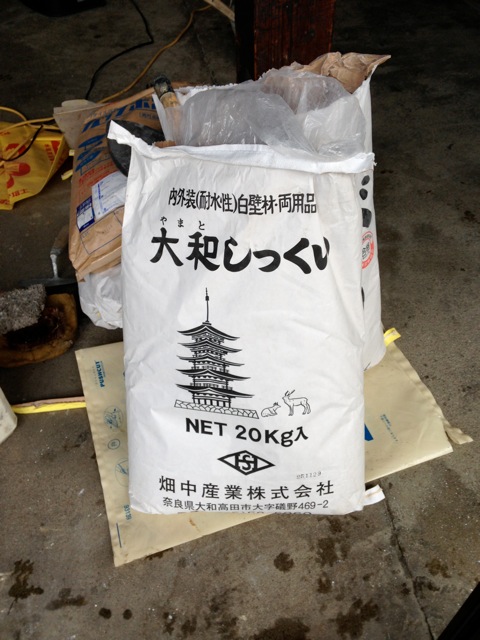 内外装(耐水性)白壁材・両用品
やまと
大和しっくい
NET 20Kg入
畑中産業株式会社
奈良県大和高田市大字礒野469-2